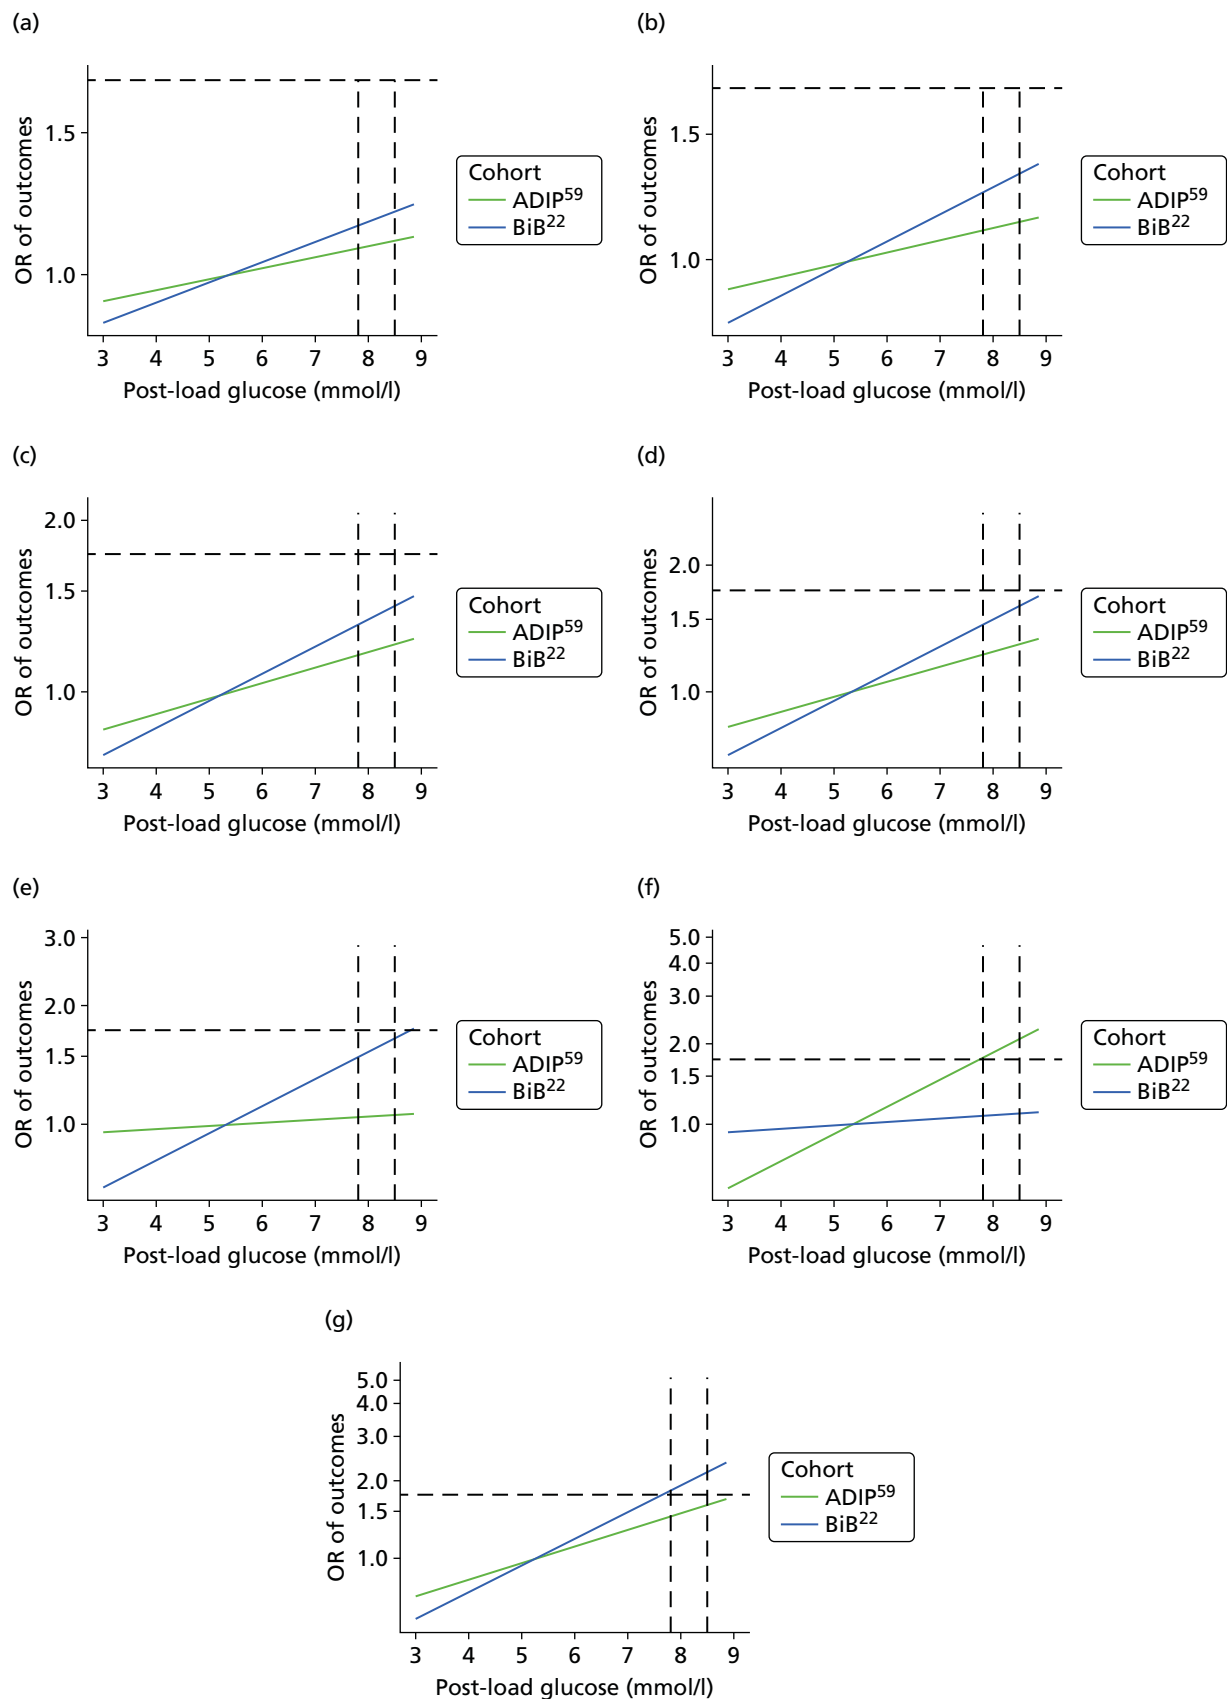 (a)
OR of outcomes
1.5
1.0
3 4 5 6 7 8 9
Post-load glucose (mmol/l)
Cohort
ADIP59
BiB22
(b)
OR of outcomes
1.5
1.0
3 4 5 6 7 8 9
Post-load glucose (mmol/l)
Cohort
ADIP59
BiB22
(c)
OR of outcomes
2.0
1.5
1.0
3 4 5 6 7 8 9
Post-load glucose (mmol/l)
Cohort
ADIP59
BiB22
(d)
OR of outcomes
2.0
1.5
1.0
3 4 5 6 7 8 9
Post-load glucose (mmol/l)
Cohort
ADIP59
BiB22
(e)
OR of outcomes
3.0
2.0
1.5
1.0
3 4 5 6 7 8 9
Post-load glucose (mmol/l)
Cohort
ADIP59
BiB22
(f)
OR of outcomes
5.0
4.0
3.0
2.0
1.5
1.0
3 4 5 6 7 8 9
Post-load glucose (mmol/l)
Cohort
ADIP59
BiB22
(g)
OR of outcomes
5.0
4.0
3.0
2.0
1.5
1.0
3 4 5 6 7 8 9
Post-load glucose (mmol/l)
Cohort
ADIP59
BiB22